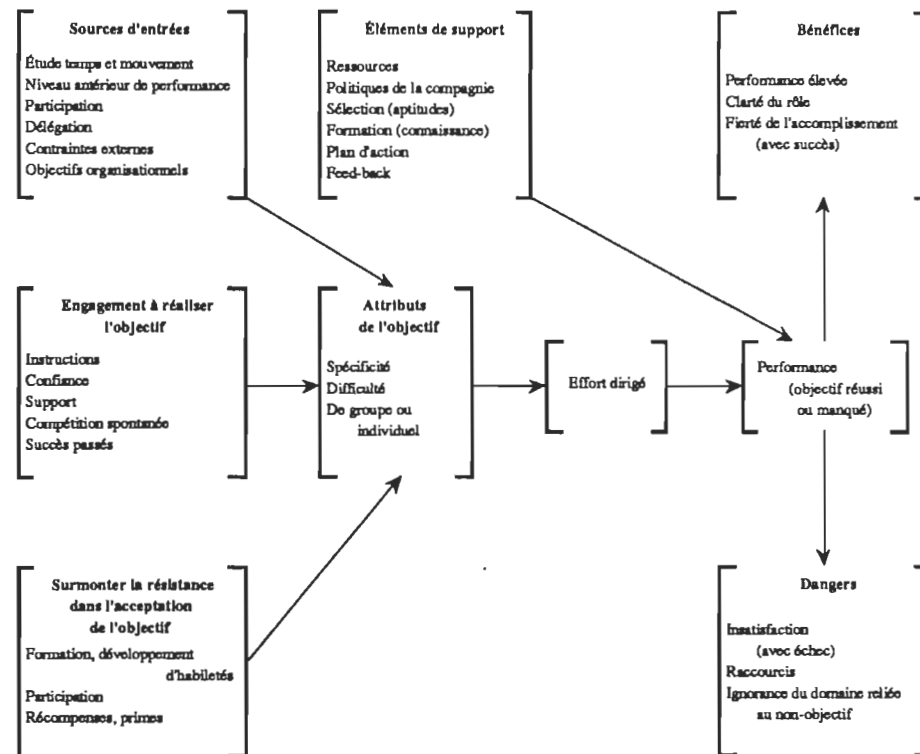 Sources d'entrées
Étude temps et mouvement
Niveau antérieur de performance
Participation
Délégation
Contraintes externes
Objectifs organisationnels
Éléments de support
Ressources
Politiques de la compagnie
Sélection (aptitudes)
Formation (connaissance)
Plan d'action
Feed-back
Bénéfices
Performance élevée
Clarté du rôle
Fierté de l'accomplissement
(avec succès)
Engagement à réaliser
l'objectif
Instructions
Confiance
Support
Compétition spontanée
Succès passés
Attributs
de l'objectif
Spécificité
Difficulté
De groupe ou
individuel
Effort dirigé
Performance
(objectif réussi
ou manqué)
Surmonter la résistance
dans l'acceptation
de l'objectif
Formation, développement
d'habiletés
Participation
Récompenses, primes
Dangers
Insatisfaction
(avec échec)
Raccourcis
Ignorance du domaine reliée
au non-objectif